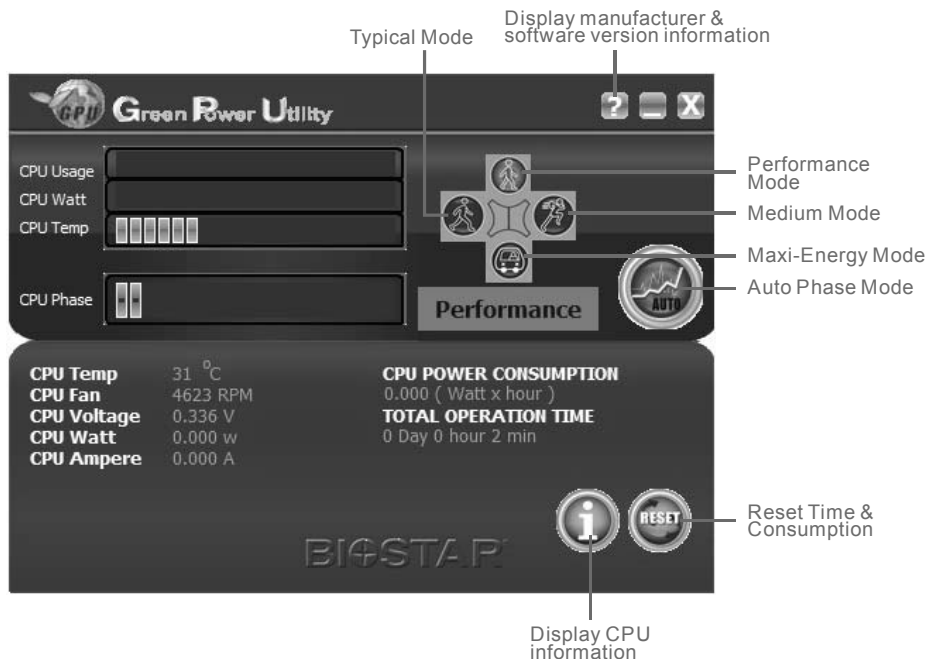 Display manufacturer &
software version information
Typical Mode
GPU
Green Power Utility
? _ X
CPU Usage
CPU Watt
CPU Temp
CPU Phase
Performance
Mode
Medium Mode
Maxi-Energy Mode
Auto Phase Mode
AUTO
Performance
CPU Temp 31 °C
CPU Fan 4623 RPM
CPU Voltage 0.336 V
CPU Watt 0.000 w
CPU Ampere 0.000 A
CPU POWER CONSUMPTION
0.000 ( Watt x hour )
TOTAL OPERATION TIME
0 Day 0 hour 2 min
i
RESET
Reset Time &
Consumption
BIOSTAR
Display CPU
information